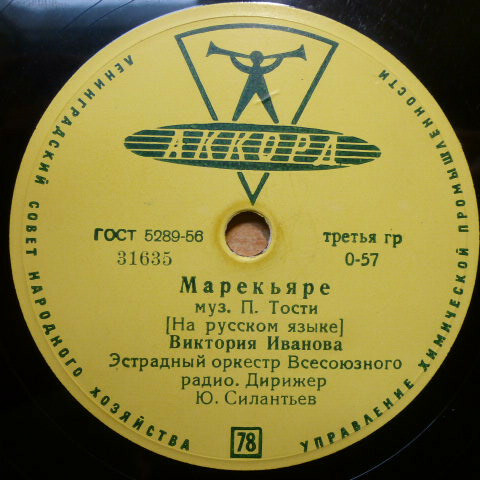 АККОРД
ГОСТ 5289-56
третья гр
31635
0-57
Марекьяре
муз. П. Тости
[На русском языке]
Виктория Иванова
Эстрадный оркестр Всесоюзного
радио. Дирижер
Ю. Силантьев
78
ЛЕНИНГРАДСКИЙ СОВЕТ НАРОДНОГО ХОЗЯЙСТВА
УПРАВЛЕНИЕ ХИМИЧЕСКОЙ ПРОМЫШЛЕННОСТИ